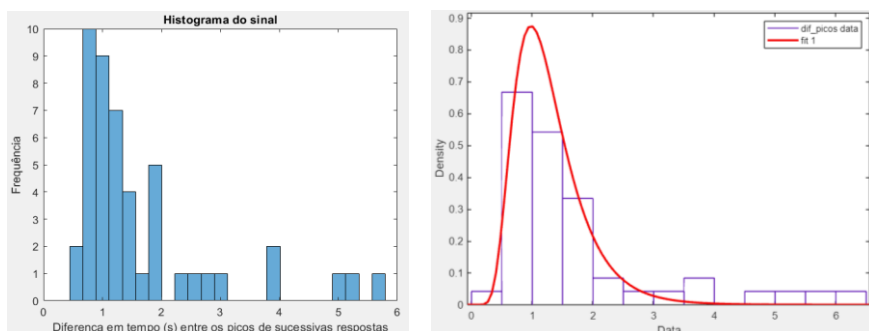 Histograma do sinal
Frequência
10
9
8
7
6
5
4
3
2
1
0
0 1 2 3 4 5 6
Diferença em tempo (s) entre os picos de sucessivas respostas
dif_picos data
fit 1
Density
0.9
0.8
0.7
0.6
0.5
0.4
0.3
0.2
0.1
0
0 1 2 3 4 5 6
Data